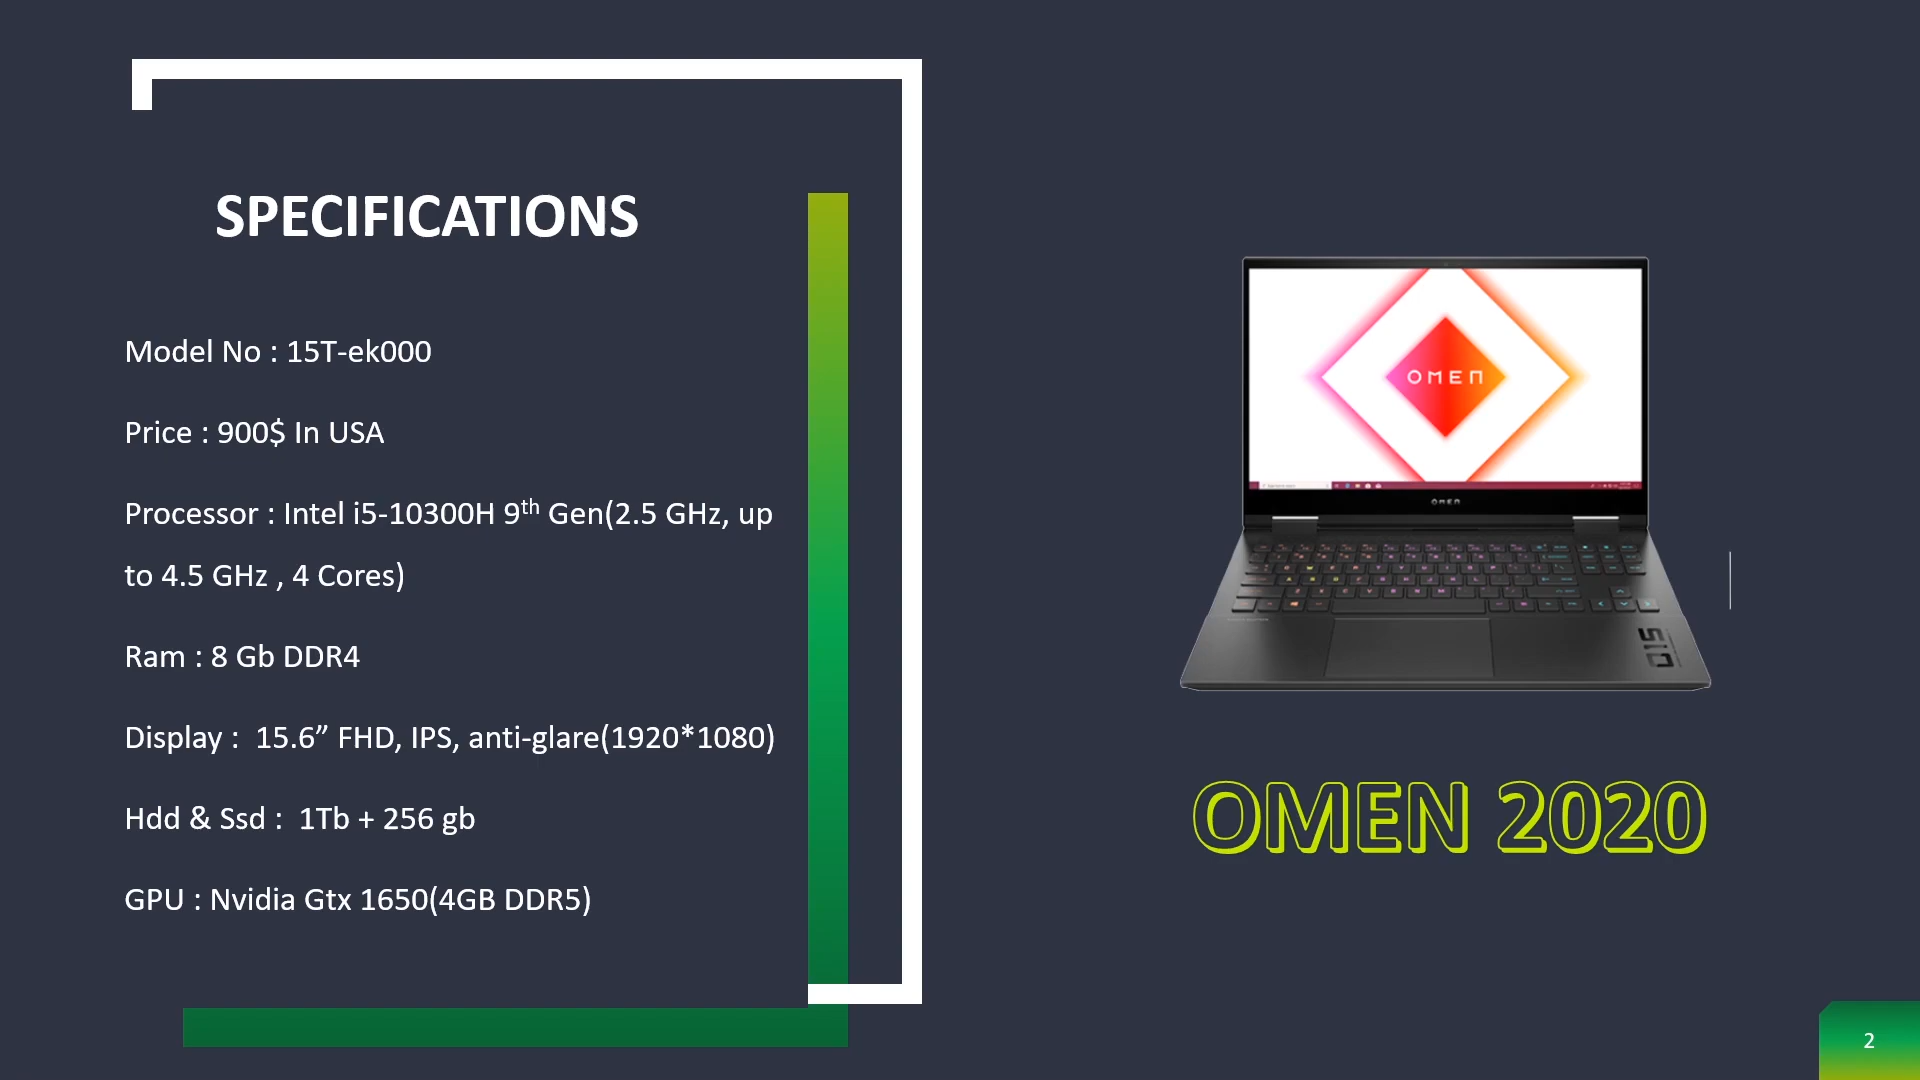 SPECIFICATIONS
Model No : 15T-ek000
Price : 900$ In USA
Processor : Intel i5-10300H 9th Gen(2.5 GHz, up
to 4.5 GHz , 4 Cores)
Ram : 8 Gb DDR4
Display :  15.6” FHD, IPS, anti-glare(1920*1080)
Hdd & Ssd :  1Tb + 256 gb
GPU : Nvidia Gtx 1650(4GB DDR5)
OMEN
OMEN
OMEN 2020
2